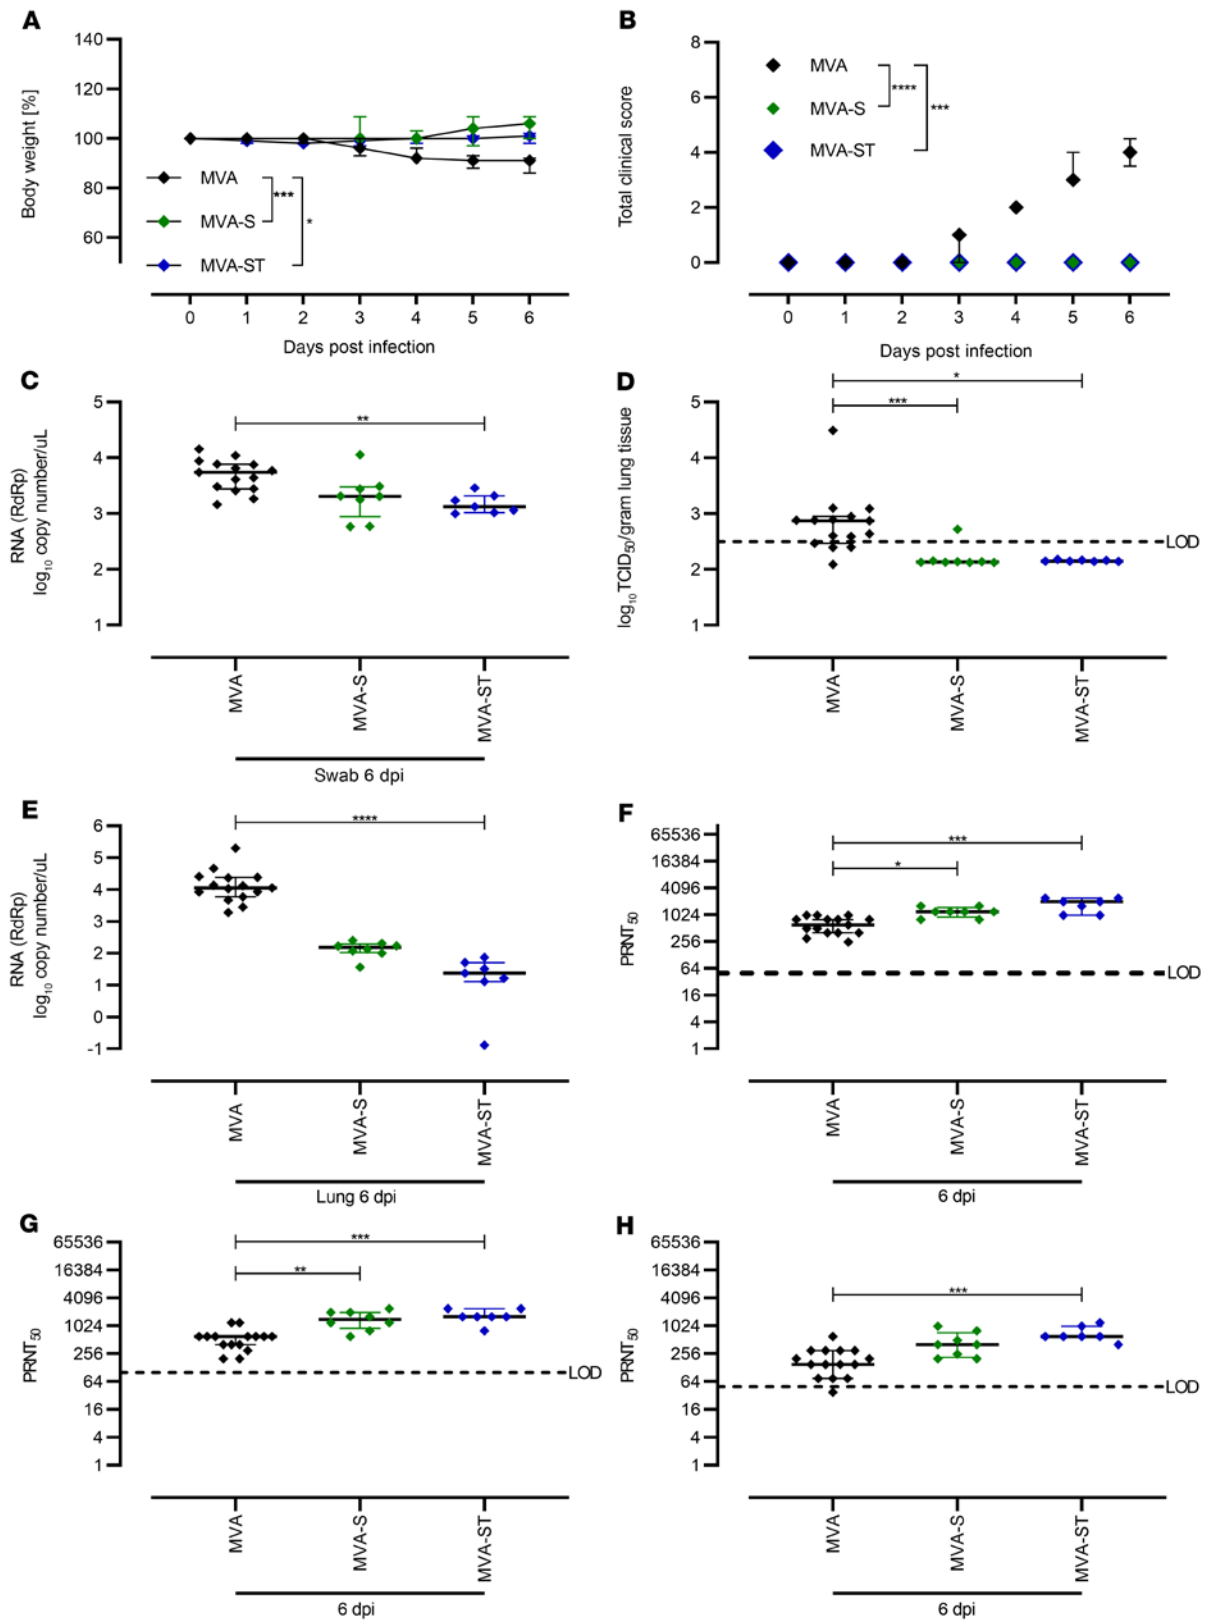 A
140
120
100
80
60
Body weight [%]
MVA
MVA-S
MVA-ST
***
*
0 1 2 3 4 5 6
Days post infection
B
8
6
4
2
0
Total clinical score
MVA
MVA-S
MVA-ST
****
***
0 1 2 3 4 5 6
Days post infection
C
5
4
3
2
1
RNA (RdRp)
log10 copy number/uL
**
MVA
MVA-S
MVA-ST
Swab 6 dpi
D
5
4
3
2
1
log10TCID50/gram lung tissue
*
***
LOD
MVA
MVA-S
MVA-ST
E
6
5
4
3
2
1
0
-1
RNA (RdRp)
log10 copy number/uL
****
MVA
MVA-S
MVA-ST
Lung 6 dpi
F
65536
16384
4096
1024
256
64
16
4
1
PRNT50
***
*
LOD
MVA
MVA-S
MVA-ST
6 dpi
G
65536
16384
4096
1024
256
64
16
4
1
PRNT50
***
**
LOD
MVA
MVA-S
MVA-ST
6 dpi
H
65536
16384
4096
1024
256
64
16
4
1
PRNT50
***
LOD
MVA
MVA-S
MVA-ST
6 dpi